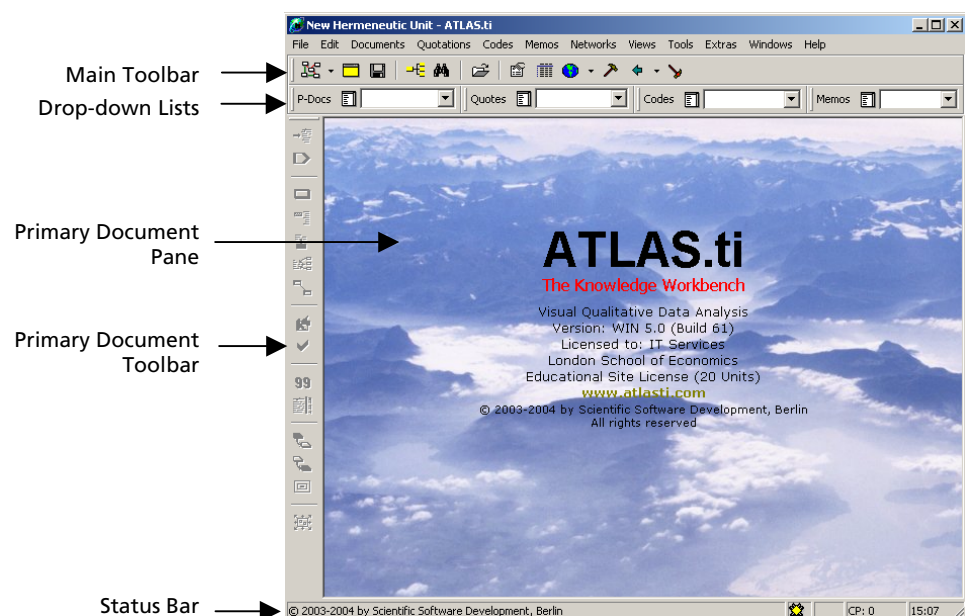 New Hermeneutic Unit - ATLAS.ti
File Edit Documents Quotations Codes Memos Networks Views Tools Extras Windows Help
Main Toolbar
Drop-down Lists
P-Docs Quotes Codes Memos
Primary Document
Pane
ATLAS.ti
The Knowledge Workbench
Visual Qualitative Data Analysis
Version: WIN 5.0 (Build 61)
Licensed to: IT Services
London School of Economics
Educational Site License (20 Units)
www.atlasti.com
© 2003-2004 by Scientific Software Development, Berlin
All rights reserved
Primary Document
Toolbar
99
Status Bar
© 2003-2004 by Scientific Software Development, Berlin CP: 0 15:07